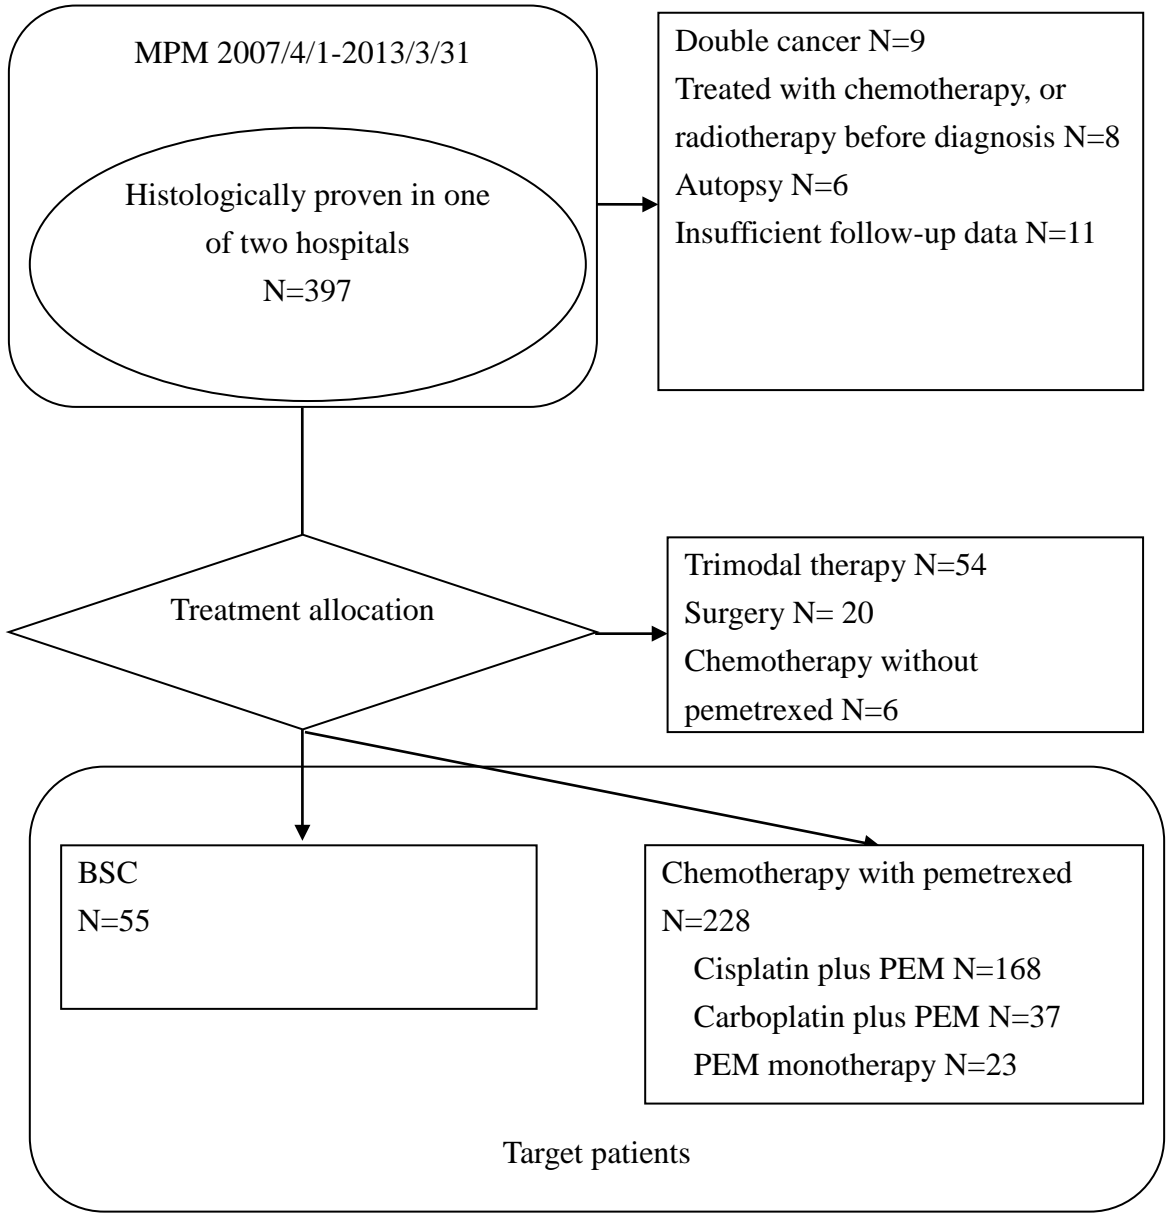 MPM 2007/4/1-2013/3/31
Histologically proven in one
of two hospitals
N=397
Double cancer N=9
Treated with chemotherapy, or
radiotherapy before diagnosis N=8
Autopsy N=6
Insufficient follow-up data N=11
Treatment allocation
Trimodal therapy N=54
Surgery N= 20
Chemotherapy without
pemetrexed N=6
BSC
N=55
Chemotherapy with pemetrexed
N=228
Cisplatin plus PEM N=168
Carboplatin plus PEM N=37
PEM monotherapy N=23
Target patients